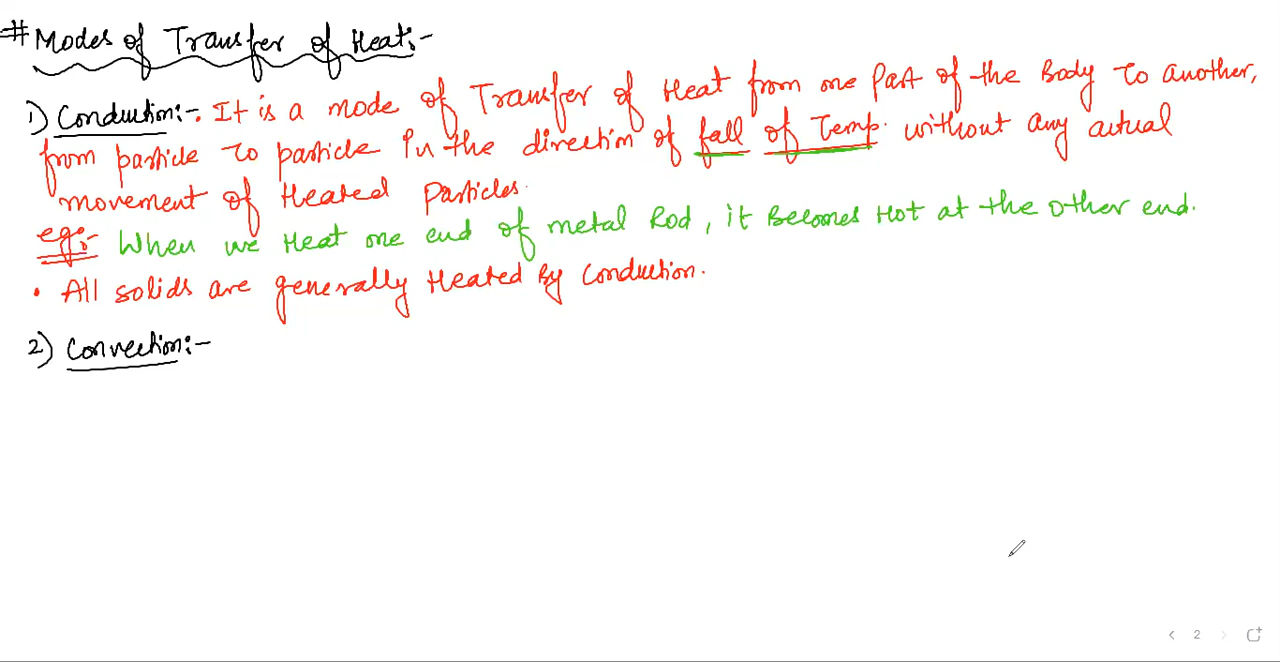 # Modes of Transfer of Heat:-
1) Conduction:- . It is a mode of Transfer of Heat from one Part of the Body to another,
from particle to particle in the direction of fall of Temp. without any actual
movement of Heated Particles.
eg:- When we Heat one end of metal Rod, it Becomes Hot at the other end.
• All solids are generally Heated By Conduction.
2) Convection:-
2